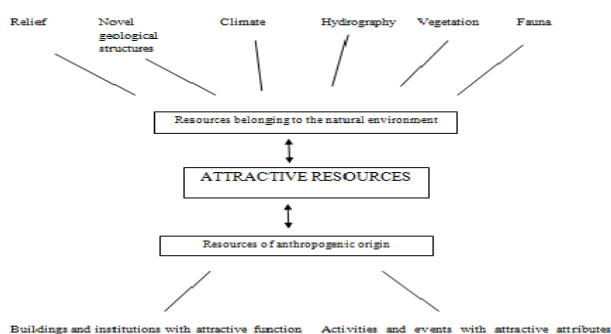 Relief Novel Climate Hydrography Vegetation Fauna
geological
structures
Resources belonging to the natural environment
ATTRACTIVE RESOURCES
Resources of anthropogenic origin
Buildings and institutions with attractive function Activities and events with attractive attributes